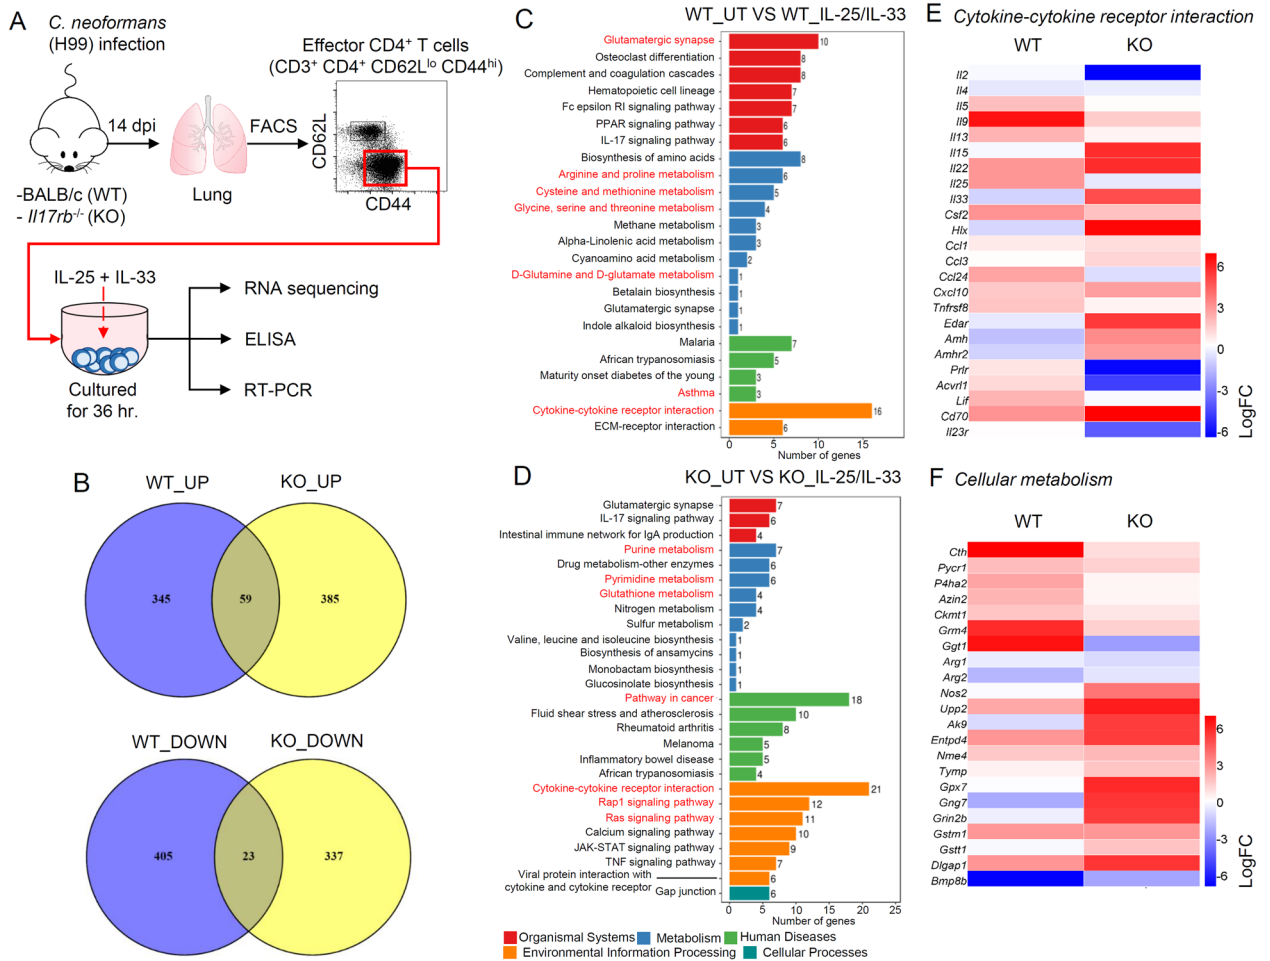 A
C. neoformans
(H99) infection
14 dpi
FACS
Lung
-BALB/c (WT)
- Il17rb-/- (KO)
Effector CD4+ T cells
(CD3+ CD4+ CD62Llo CD44hi)
CD62L
CD44
IL-25 + IL-33
Cultured
for 36 hr.
RNA sequencing
ELISA
RT-PCR
B
WT_UP
KO_UP
345
59
385
WT_DOWN
KO_DOWN
405
23
337
C
WT_UT VS WT_IL-25/IL-33
Glutamatergic synapse 10
Osteoclast differentiation 8
Complement and coagulation cascades 8
Hematopoietic cell lineage 7
Fc epsilon RI signaling pathway 7
PPAR signaling pathway 6
IL-17 signaling pathway 6
Biosynthesis of amino acids 8
Arginine and proline metabolism 6
Cysteine and methionine metabolism 5
Glycine, serine and threonine metabolism 4
Methane metabolism 3
Alpha-Linolenic acid metabolism 3
Cyanoamino acid metabolism 2
D-Glutamine and D-glutamate metabolism 1
Betalain biosynthesis 1
Glutamatergic synapse 1
Indole alkaloid biosynthesis 1
Malaria 7
African trypanosomiasis 5
Maturity onset diabetes of the young 3
Asthma 3
Cytokine-cytokine receptor interaction 16
ECM-receptor interaction 6
0 5 10 15
Number of genes
D
KO_UT VS KO_IL-25/IL-33
Glutamatergic synapse 7
IL-17 signaling pathway 6
Intestinal immune network for IgA production 4
Purine metabolism 7
Drug metabolism-other enzymes 6
Pyrimidine metabolism 6
Glutathione metabolism 4
Nitrogen metabolism 4
Sulfur metabolism 2
Valine, leucine and isoleucine biosynthesis 1
Biosynthesis of ansamycins 1
Monobactam biosynthesis 1
Glucosinolate biosynthesis 1
Pathway in cancer 18
Fluid shear stress and atherosclerosis 10
Rheumatoid arthritis 8
Melanoma 5
Inflammatory bowel disease 5
African trypanosomiasis 4
Cytokine-cytokine receptor interaction 21
Rap1 signaling pathway 12
Ras signaling pathway 11
Calcium signaling pathway 10
JAK-STAT signaling pathway 9
TNF signaling pathway 7
Viral protein interaction with
cytokine and cytokine receptor 6
Gap junction 6
0 5 10 15 20 25
Number of genes
Organismal Systems Metabolism Human Diseases
Environmental Information Processing Cellular Processes
E
Cytokine-cytokine receptor interaction
WT KO
Il2
Il4
Il5
Il9
Il13
Il15
Il22
Il25
Il33
Csf2
Hlx
Ccl1
Ccl3
Ccl24
Cxcl10
Tnfrsf8
Edar
Amh
Amhr2
Prlr
Acvrl1
Lif
Cd70
Il23r
6
3
0
-3
-6
LogFC
F
Cellular metabolism
WT KO
Cth
Pycr1
P4ha2
Azin2
Ckmt1
Grm4
Ggt1
Arg1
Arg2
Nos2
Upp2
Ak9
Entpd4
Nme4
Tymp
Gpx7
Gng7
Grin2b
Gstm1
Gstt1
Dlgap1
Bmp8b
6
3
0
-3
-6
LogFC